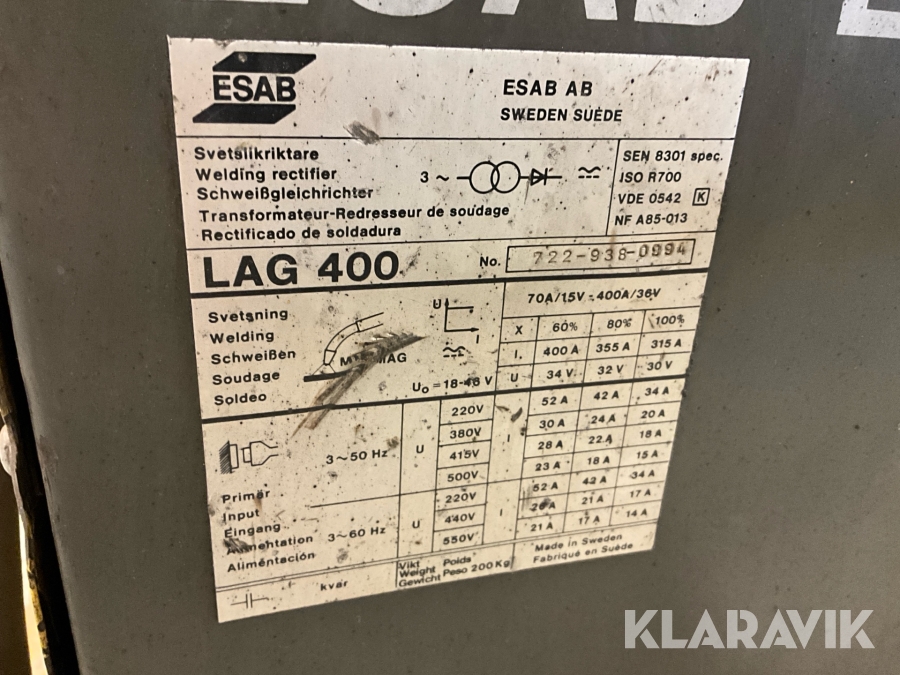 ESAB
ESAB AB
SWEDEN SUÈDE
Svetslikriktare
Welding rectifier
Schweißgleichrichter
Transformateur-Redresseur de soudage
Rectificado de soldadura
3 ~
SEN 8301 spec.
ISO R700
VDE 0542 K
NF A85-013
LAG 400
No. 722-938-0994
Svetsning
Welding
Schweißen
Soudage
Soldeo
U
I
MAG
U₀ = 18-46 V
70A/15V - 400A/36V
X 60% 80% 100%
I₂ 400 A 355 A 315 A
U 34 V 32 V 30 V
Primär
Input
Eingang
Alimentation
Alimentación
3 ~ 50 Hz U I
220V 52 A 42 A 34 A
380V 30 A 24 A 20 A
415V 28 A 22 A 18 A
500V 23 A 18 A 15 A
3 ~ 60 Hz U I
220V 52 A 42 A 34 A
440V 26 A 21 A 17 A
550V 21 A 17 A 14 A
kvar
Vikt Poids
Weight
Gewicht Peso 200 Kg
Made in Sweden
Fabriqué en Suède
KLARAVIK